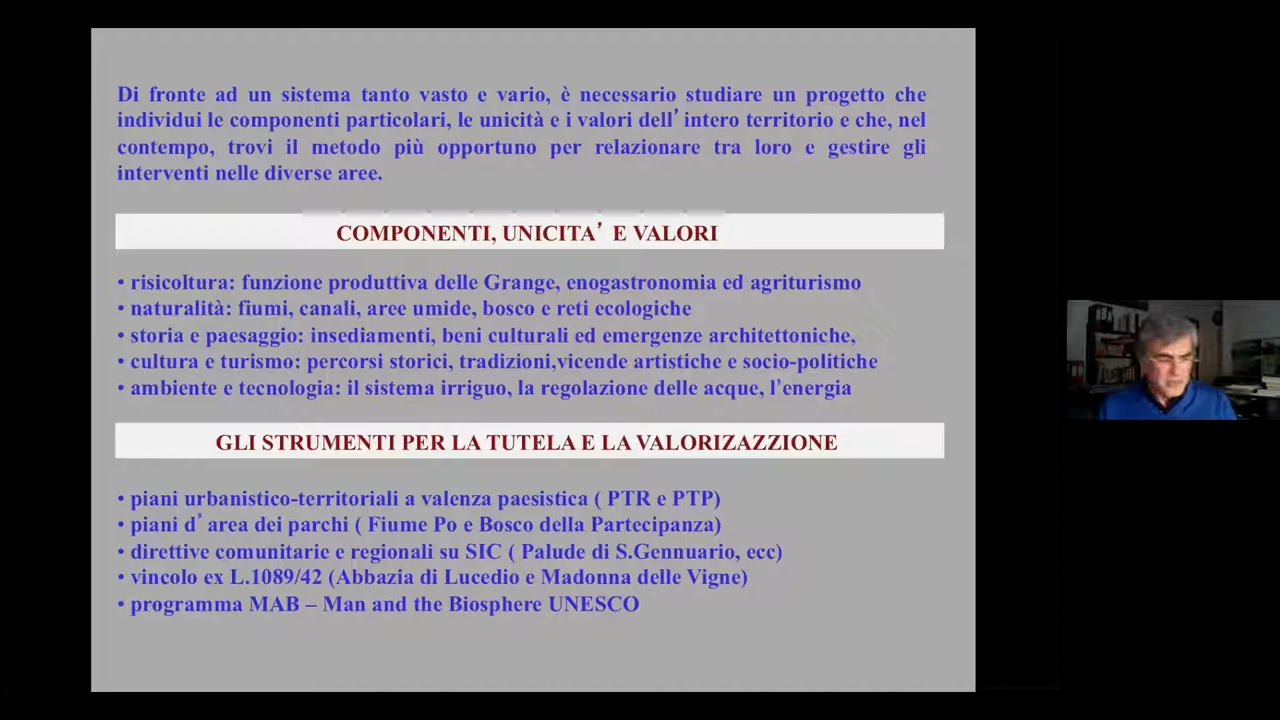 Di fronte ad un sistema tanto vasto e vario, è necessario studiare un progetto che
individui le componenti particolari, le unicità e i valori dell’ intero territorio e che, nel
contempo, trovi il metodo più opportuno per relazionare tra loro e gestire gli
interventi nelle diverse aree.
COMPONENTI, UNICITA’ E VALORI
• risicoltura: funzione produttiva delle Grange, enogastronomia ed agriturismo
• naturalità: fiumi, canali, aree umide, bosco e reti ecologiche
• storia e paesaggio: insediamenti, beni culturali ed emergenze architettoniche,
• cultura e turismo: percorsi storici, tradizioni,vicende artistiche e socio-politiche
• ambiente e tecnologia: il sistema irriguo, la regolazione delle acque, l’energia
GLI STRUMENTI PER LA TUTELA E LA VALORIZAZZIONE
• piani urbanistico-territoriali a valenza paesistica ( PTR e PTP)
• piani d’ area dei parchi ( Fiume Po e Bosco della Partecipanza)
• direttive comunitarie e regionali su SIC ( Palude di S.Gennuario, ecc)
• vincolo ex L.1089/42 (Abbazia di Lucedio e Madonna delle Vigne)
• programma MAB – Man and the Biosphere UNESCO